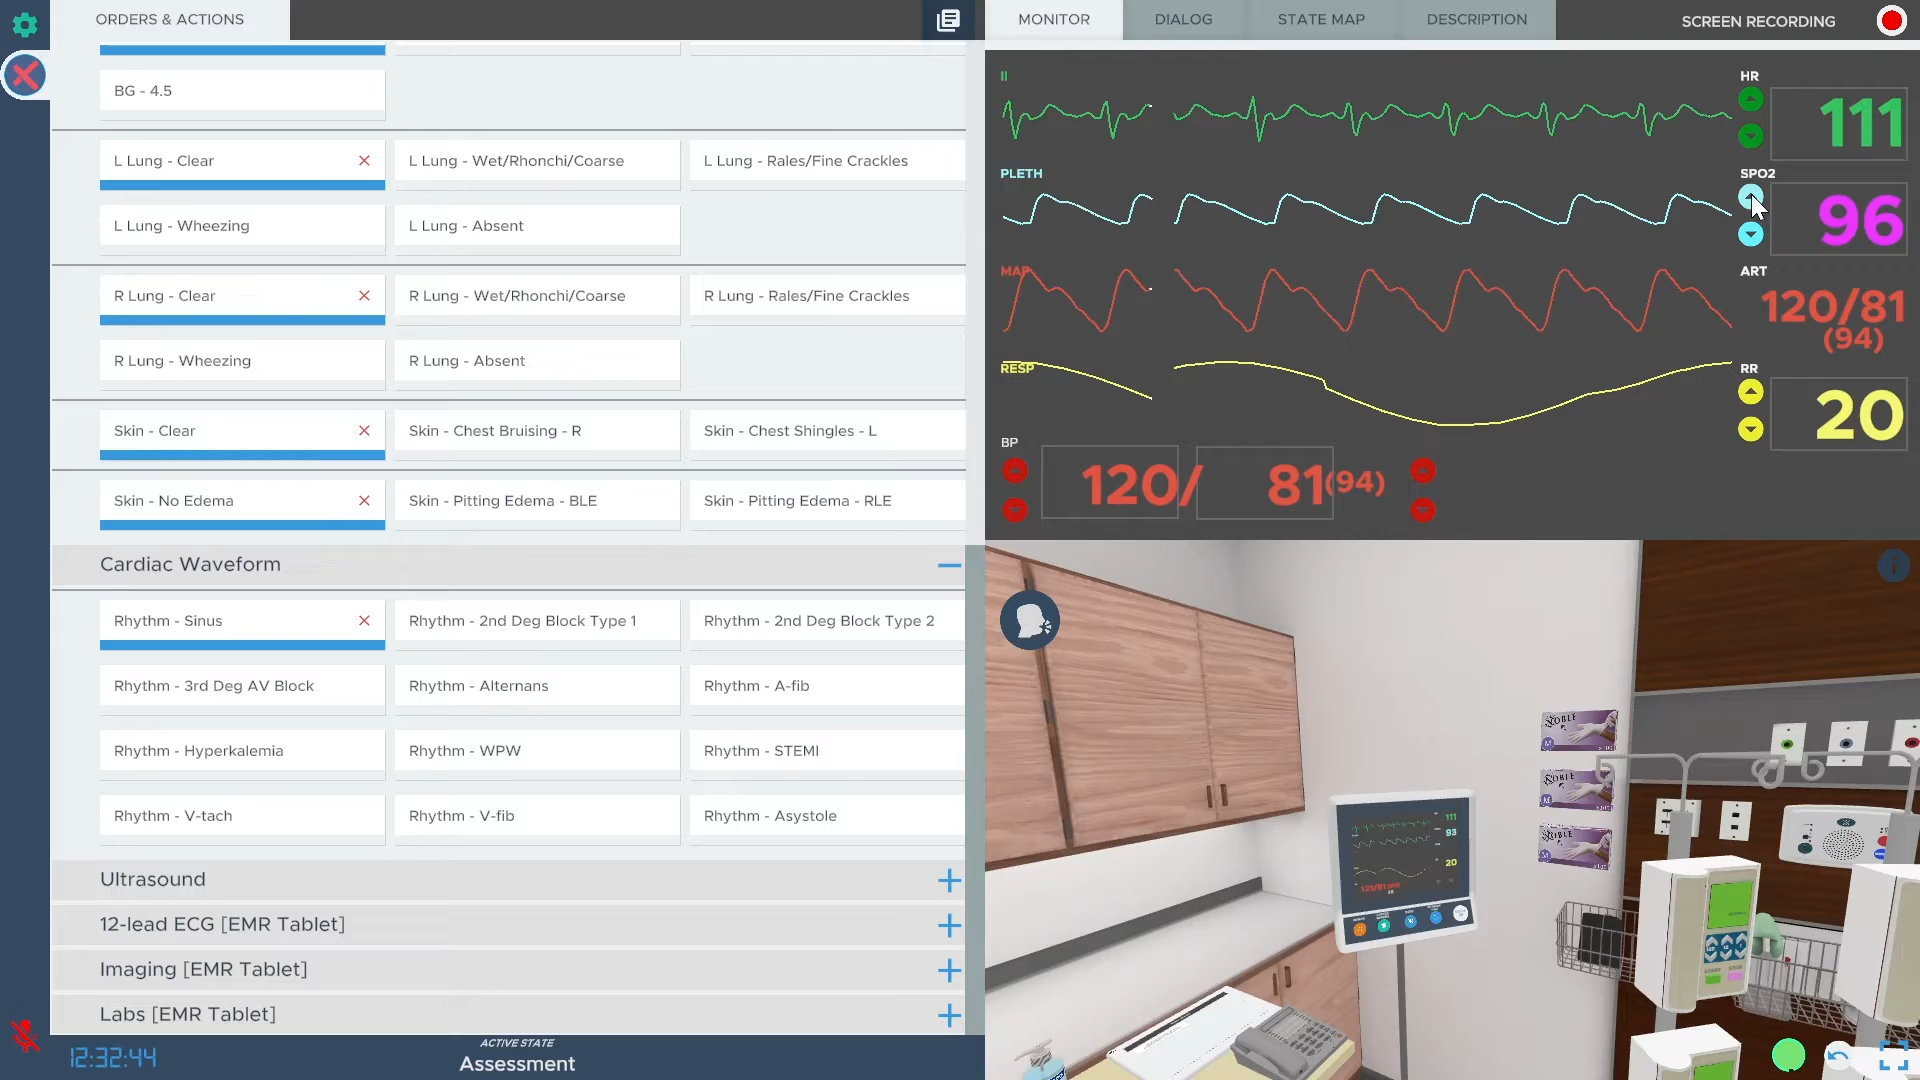 ORDERS & ACTIONS
MONITOR
DIALOG
STATE MAP
DESCRIPTION
SCREEN RECORDING
BG - 4.5
L Lung - Clear
L Lung - Wet/Rhonchi/Coarse
L Lung - Rales/Fine Crackles
L Lung - Wheezing
L Lung - Absent
R Lung - Clear
R Lung - Wet/Rhonchi/Coarse
R Lung - Rales/Fine Crackles
R Lung - Wheezing
R Lung - Absent
Skin - Clear
Skin - Chest Bruising - R
Skin - Chest Shingles - L
Skin - No Edema
Skin - Pitting Edema - BLE
Skin - Pitting Edema - RLE
Cardiac Waveform
Rhythm - Sinus
Rhythm - 2nd Deg Block Type 1
Rhythm - 2nd Deg Block Type 2
Rhythm - 3rd Deg AV Block
Rhythm - Alternans
Rhythm - A-fib
Rhythm - Hyperkalemia
Rhythm - WPW
Rhythm - STEMI
Rhythm - V-tach
Rhythm - V-fib
Rhythm - Asystole
Ultrasound
12-lead ECG [EMR Tablet]
Imaging [EMR Tablet]
Labs [EMR Tablet]
12:32:44
ACTIVE STATE
Assessment
II
HR
111
PLETH
SPO2
96
MAP
ART
120/81
(94)
RESP
RR
20
BP
120/ 81(94)
NOBLE
M
NOBLE
M
NOBLE
M
111
93
20